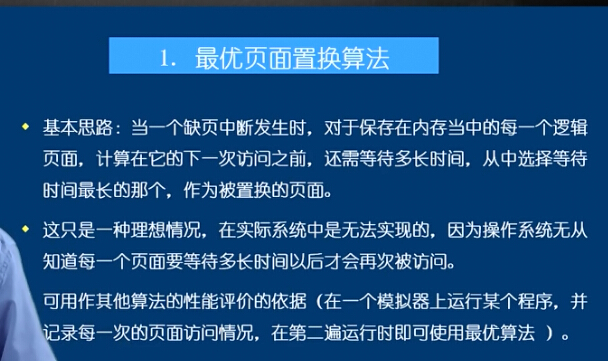 1. 最优页面置换算法
基本思路：当一个缺页中断发生时，对于保存在内存当中的每一个逻辑
页面，计算在它的下一次访问之前，还需等待多长时间，从中选择等待
时间最长的那个，作为被置换的页面。
这只是一种理想情况，在实际系统中是无法实现的，因为操作系统无从
知道每一个页面要等待多长时间以后才会再次被访问。
可用作其他算法的性能评价的依据（在一个模拟器上运行某个程序，并
记录每一次的页面访问情况，在第二遍运行时即可使用最优算法 ）。